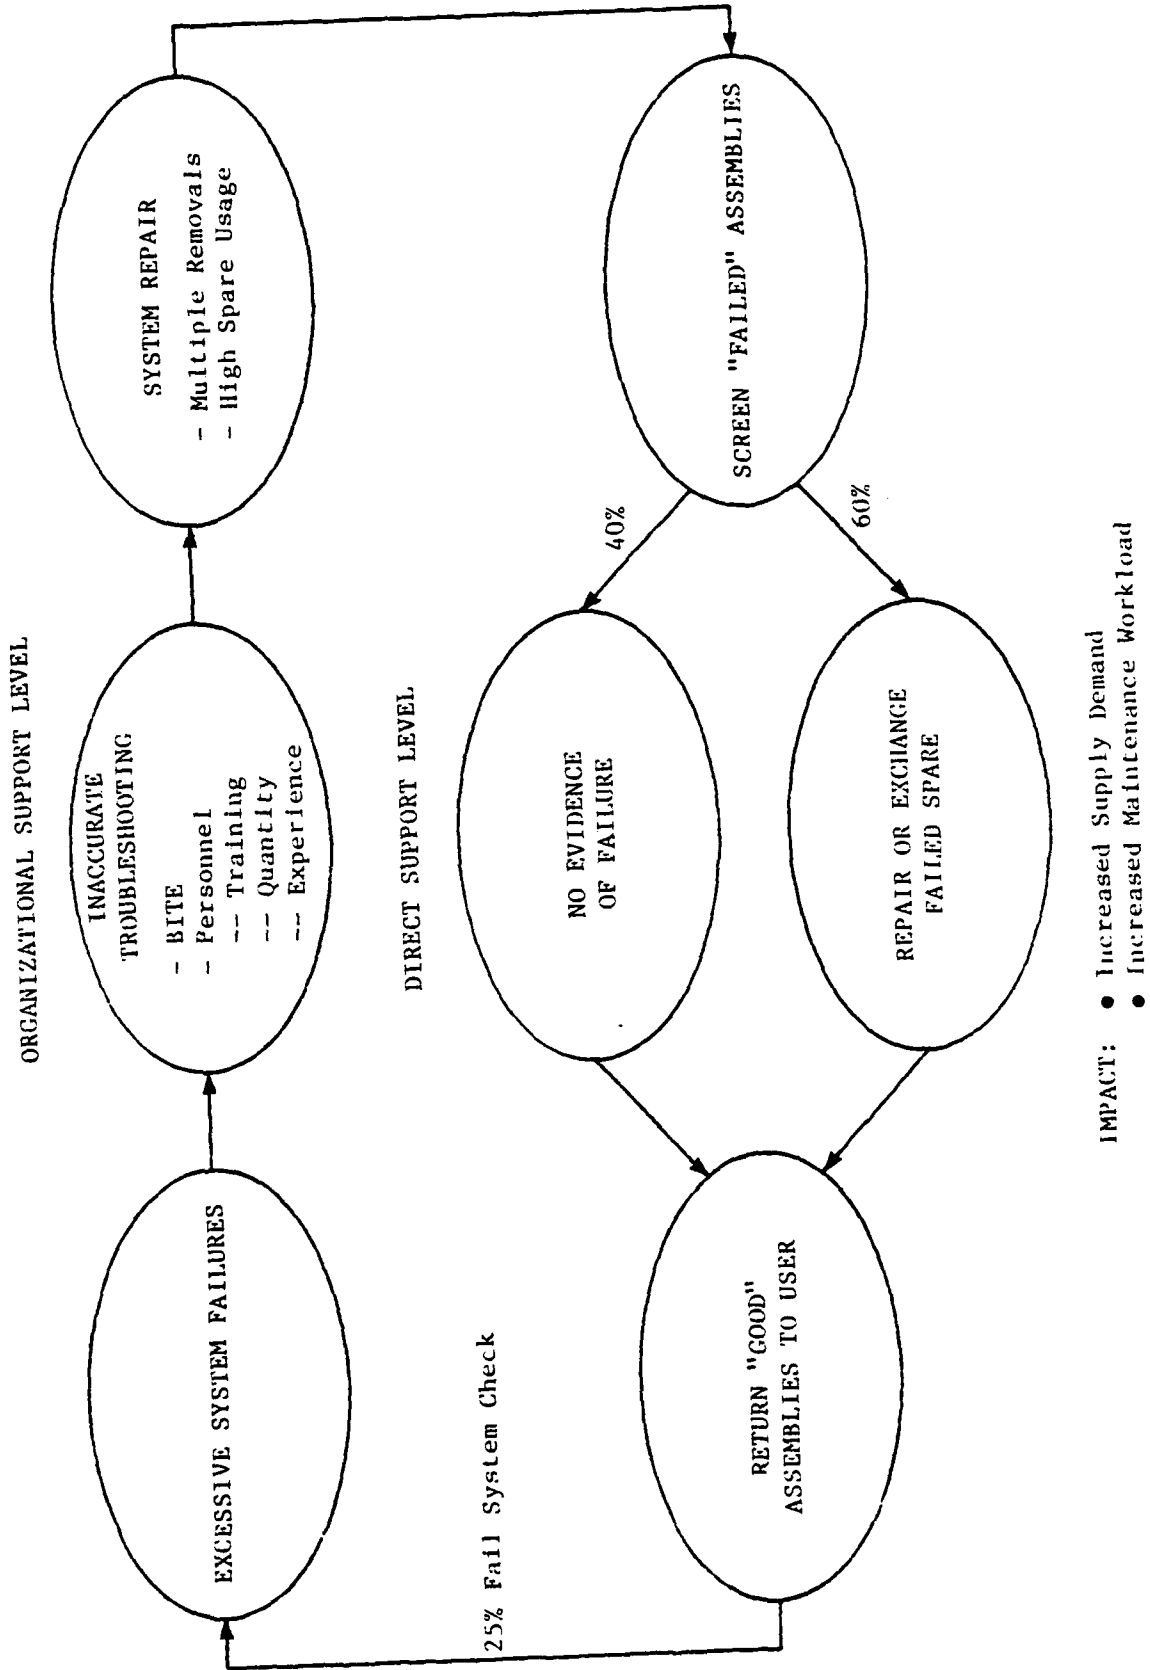 ORGANIZATIONAL SUPPORT LEVEL
EXCESSIVE SYSTEM FAILURES
INACCURATE
TROUBLESHOOTING
- BITE
- Personnel
-- Training
-- Quantity
-- Experience
SYSTEM REPAIR
- Multiple Removals
- High Spare Usage
DIRECT SUPPORT LEVEL
25% Fail System Check
RETURN "GOOD"
ASSEMBLIES TO USER
NO EVIDENCE
OF FAILURE
40%
SCREEN "FAILED" ASSEMBLIES
60%
REPAIR OR EXCHANGE
FAILED SPARE
IMPACT: ● Increased Supply Demand
● Increased Maintenance Workload